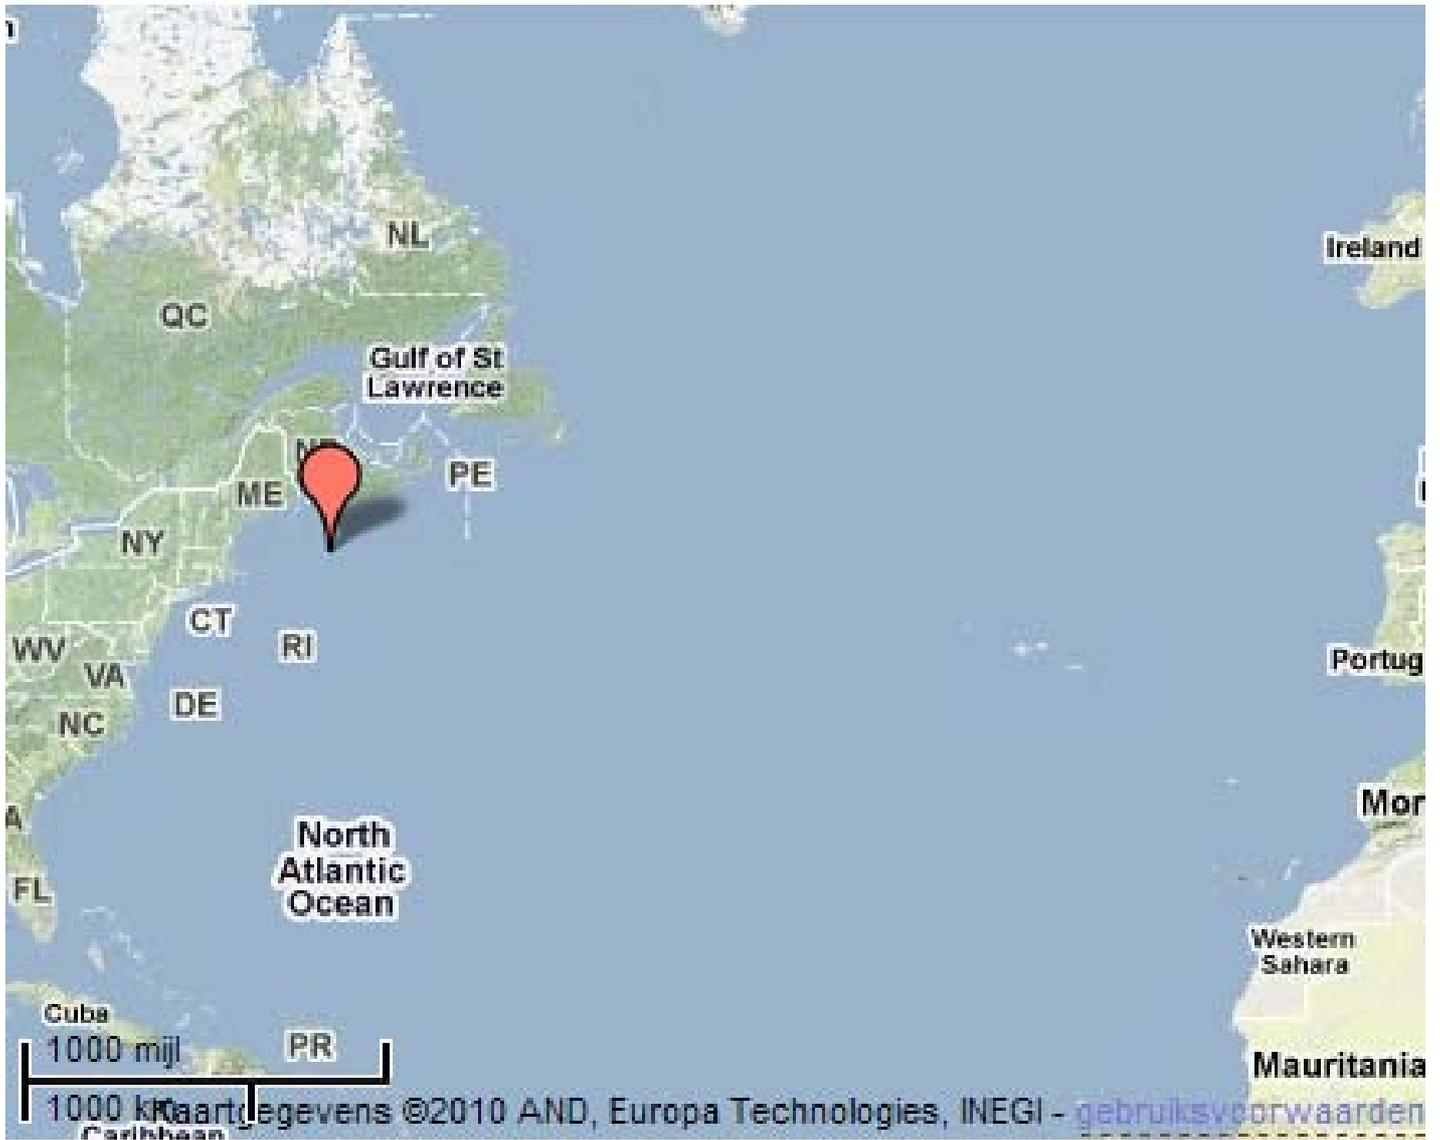 NL
Ireland
QC
Gulf of St
Lawrence
PE
ME
NY
CT
RI
WV
VA
Portug
DE
NC
Mor
A
North
Atlantic
Ocean
FL
Western
Sahara
Cuba
1000 mijl
PR
Mauritania
1000 km
Kaartgegevens ©2010 AND, Europa Technologies, INEGI - gebruiksvoorwaarden
Caribbean